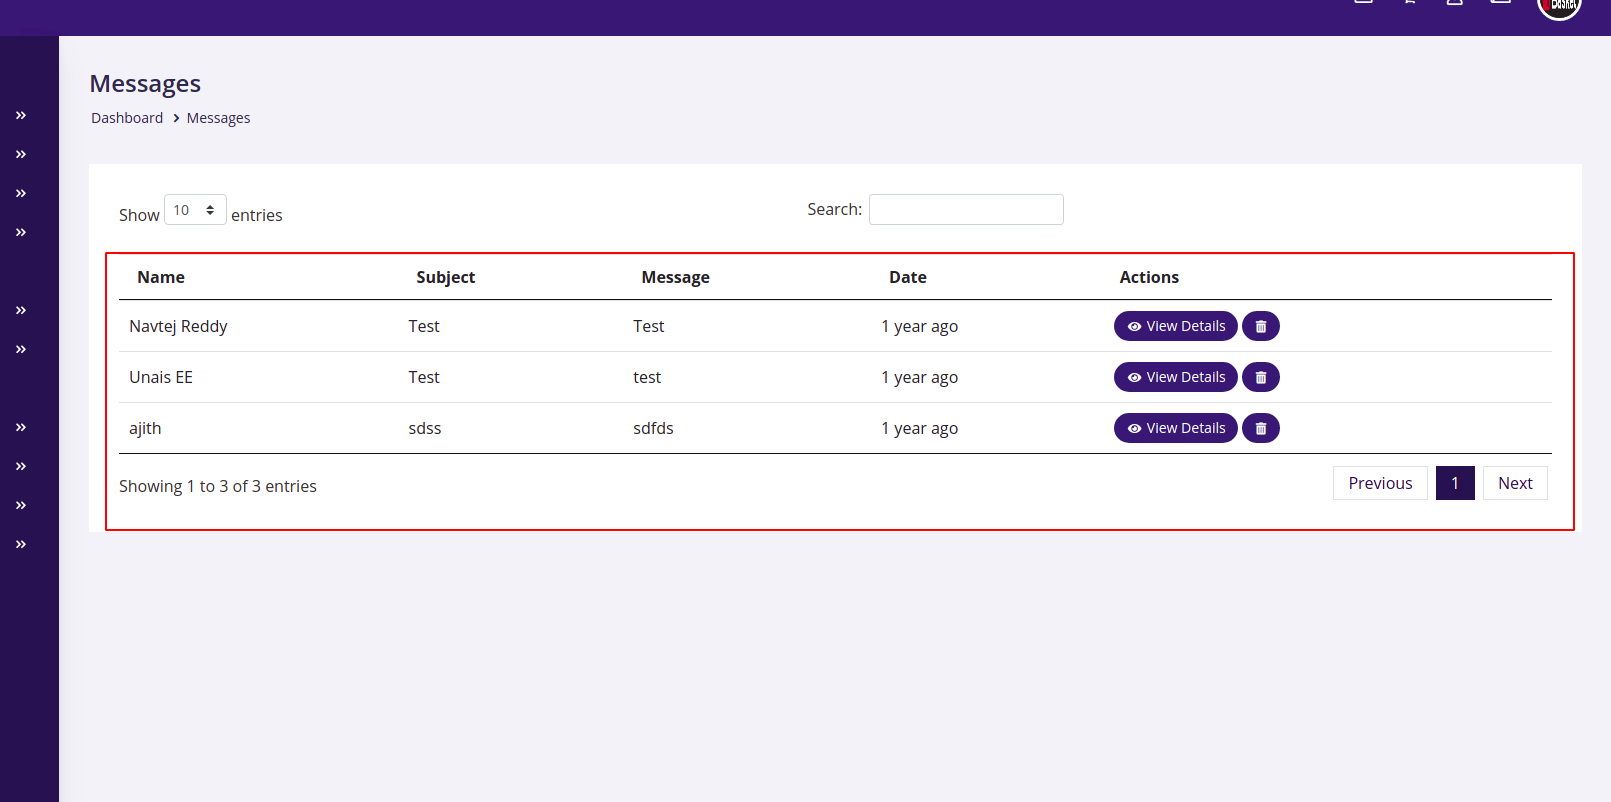 Basket
Messages
Dashboard > Messages
Show 10 entries Search:
Name Subject Message Date Actions
Navtej Reddy Test Test 1 year ago View Details
Unais EE Test test 1 year ago View Details
ajith sdss sdfds 1 year ago View Details
Showing 1 to 3 of 3 entries Previous 1 Next